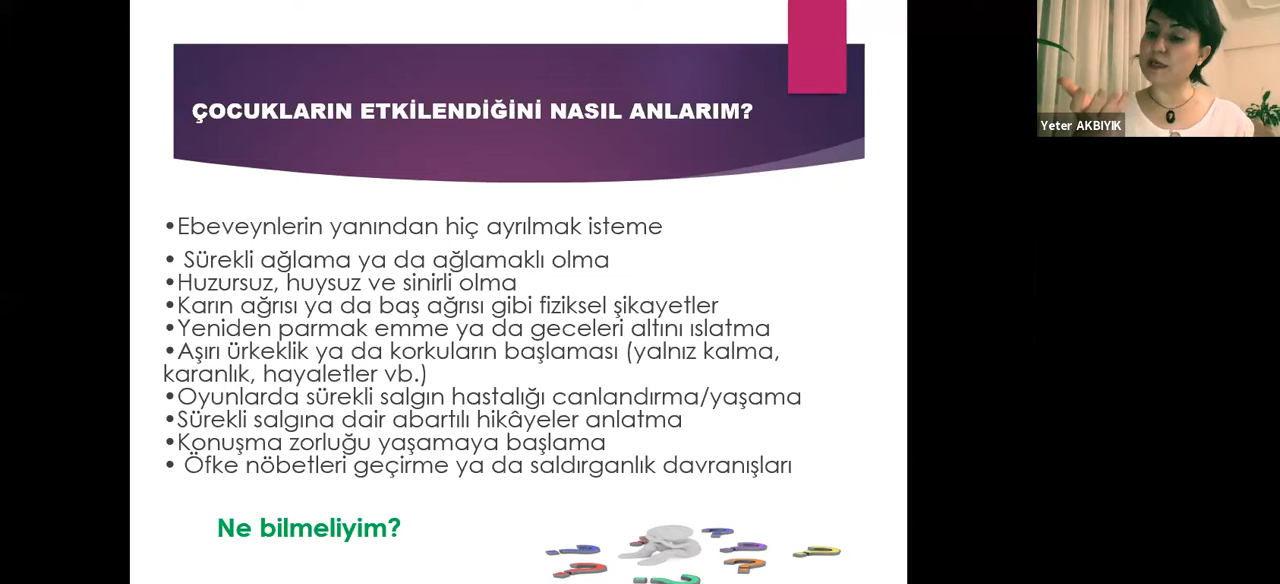 ÇOCUKLARIN ETKİLENDİĞİNİ NASIL ANLARIM?
Yeter AKBIYIK
•Ebeveynlerin yanından hiç ayrılmak isteme
• Sürekli ağlama ya da ağlamaklı olma
•Huzursuz, huysuz ve sinirli olma
•Karın ağrısı ya da baş ağrısı gibi fiziksel şikayetler
•Yeniden parmak emme ya da geceleri altını ıslatma
•Aşırı ürkeklik ya da korkuların başlaması (yalnız kalma,
karanlık, hayaletler vb.)
•Oyunlarda sürekli salgın hastalığı canlandırma/yaşama
•Sürekli salgına dair abartılı hikâyeler anlatma
•Konuşma zorluğu yaşamaya başlama
• Öfke nöbetleri geçirme ya da saldırganlık davranışları
Ne bilmeliyim?